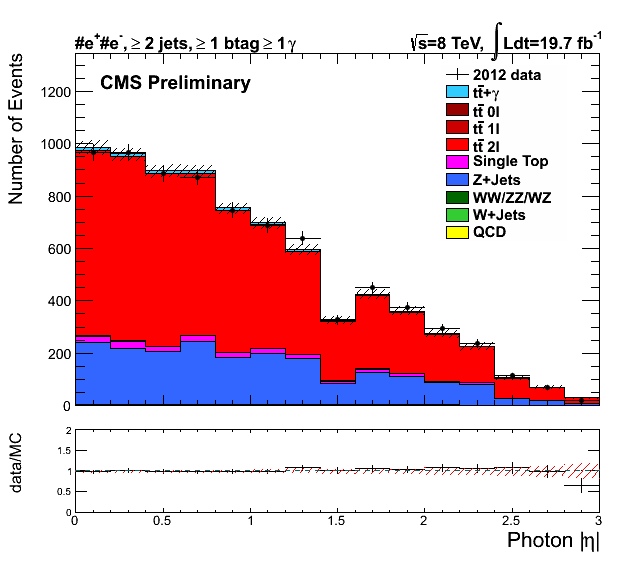 #e⁺#e⁻, ≥ 2 jets, ≥ 1 btag ≥ 1 γ
√s=8 TeV, ∫Ldt=19.7 fb⁻¹
CMS Preliminary
2012 data
tt̄+γ
tt̄ 0l
tt̄ 1l
tt̄ 2l
Single Top
Z+Jets
WW/ZZ/WZ
W+Jets
QCD
Number of Events
1200
1000
800
600
400
200
0
data/MC
2
1.5
1
0.5
0
0 0.5 1 1.5 2 2.5 3
Photon |η|